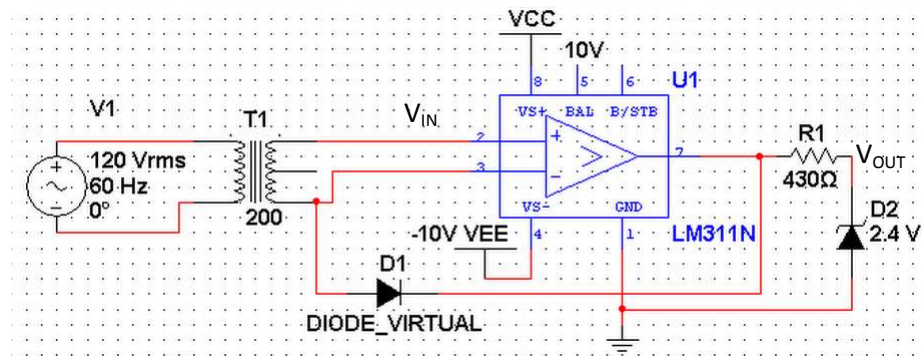 VCC
10V
8
5
6
U1
V1
T1
VIN
VS+ BAL B/STB
R1
2
+
7
VOUT
120 Vrms
60 Hz
0°
3
430Ω
200
VS-
GND
D2
2.4 V
-10V VEE
4
1
LM311N
D1
DIODE_VIRTUAL